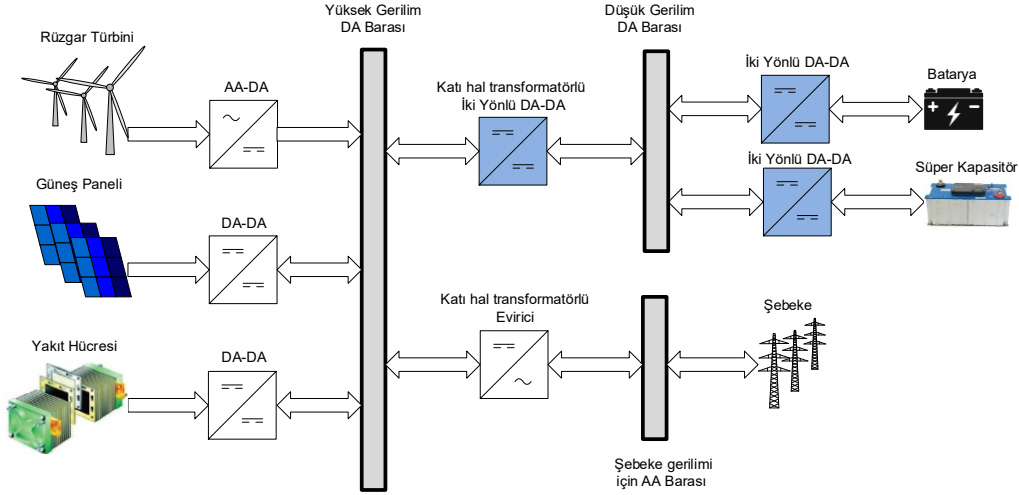 Yüksek Gerilim
DA Barası
Düşük Gerilim
DA Barası
Rüzgar Türbini
AA-DA
Katı hal transformatörlü
İki Yönlü DA-DA
İki Yönlü DA-DA
Batarya
İki Yönlü DA-DA
Süper Kapasitör
Güneş Paneli
DA-DA
Katı hal transformatörlü
Evirici
Şebeke
Yakıt Hücresi
DA-DA
Şebeke gerilimi
için AA Barası